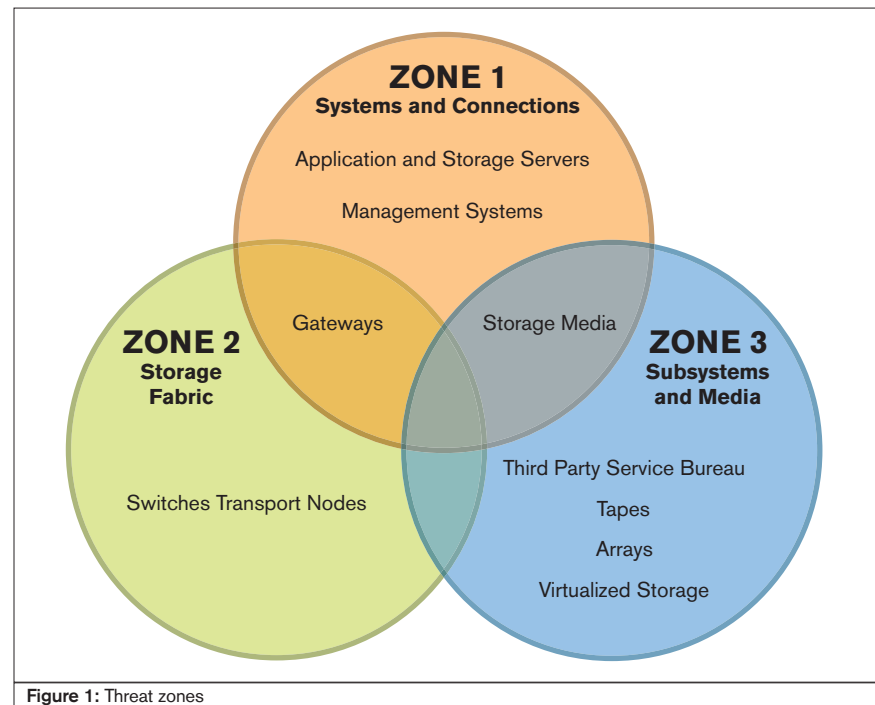 ZONE 1
Systems and Connections
Application and Storage Servers
Management Systems
Gateways
Storage Media
ZONE 2
Storage
Fabric
Switches Transport Nodes
ZONE 3
Subsystems
and Media
Third Party Service Bureau
Tapes
Arrays
Virtualized Storage
Figure 1: Threat zones